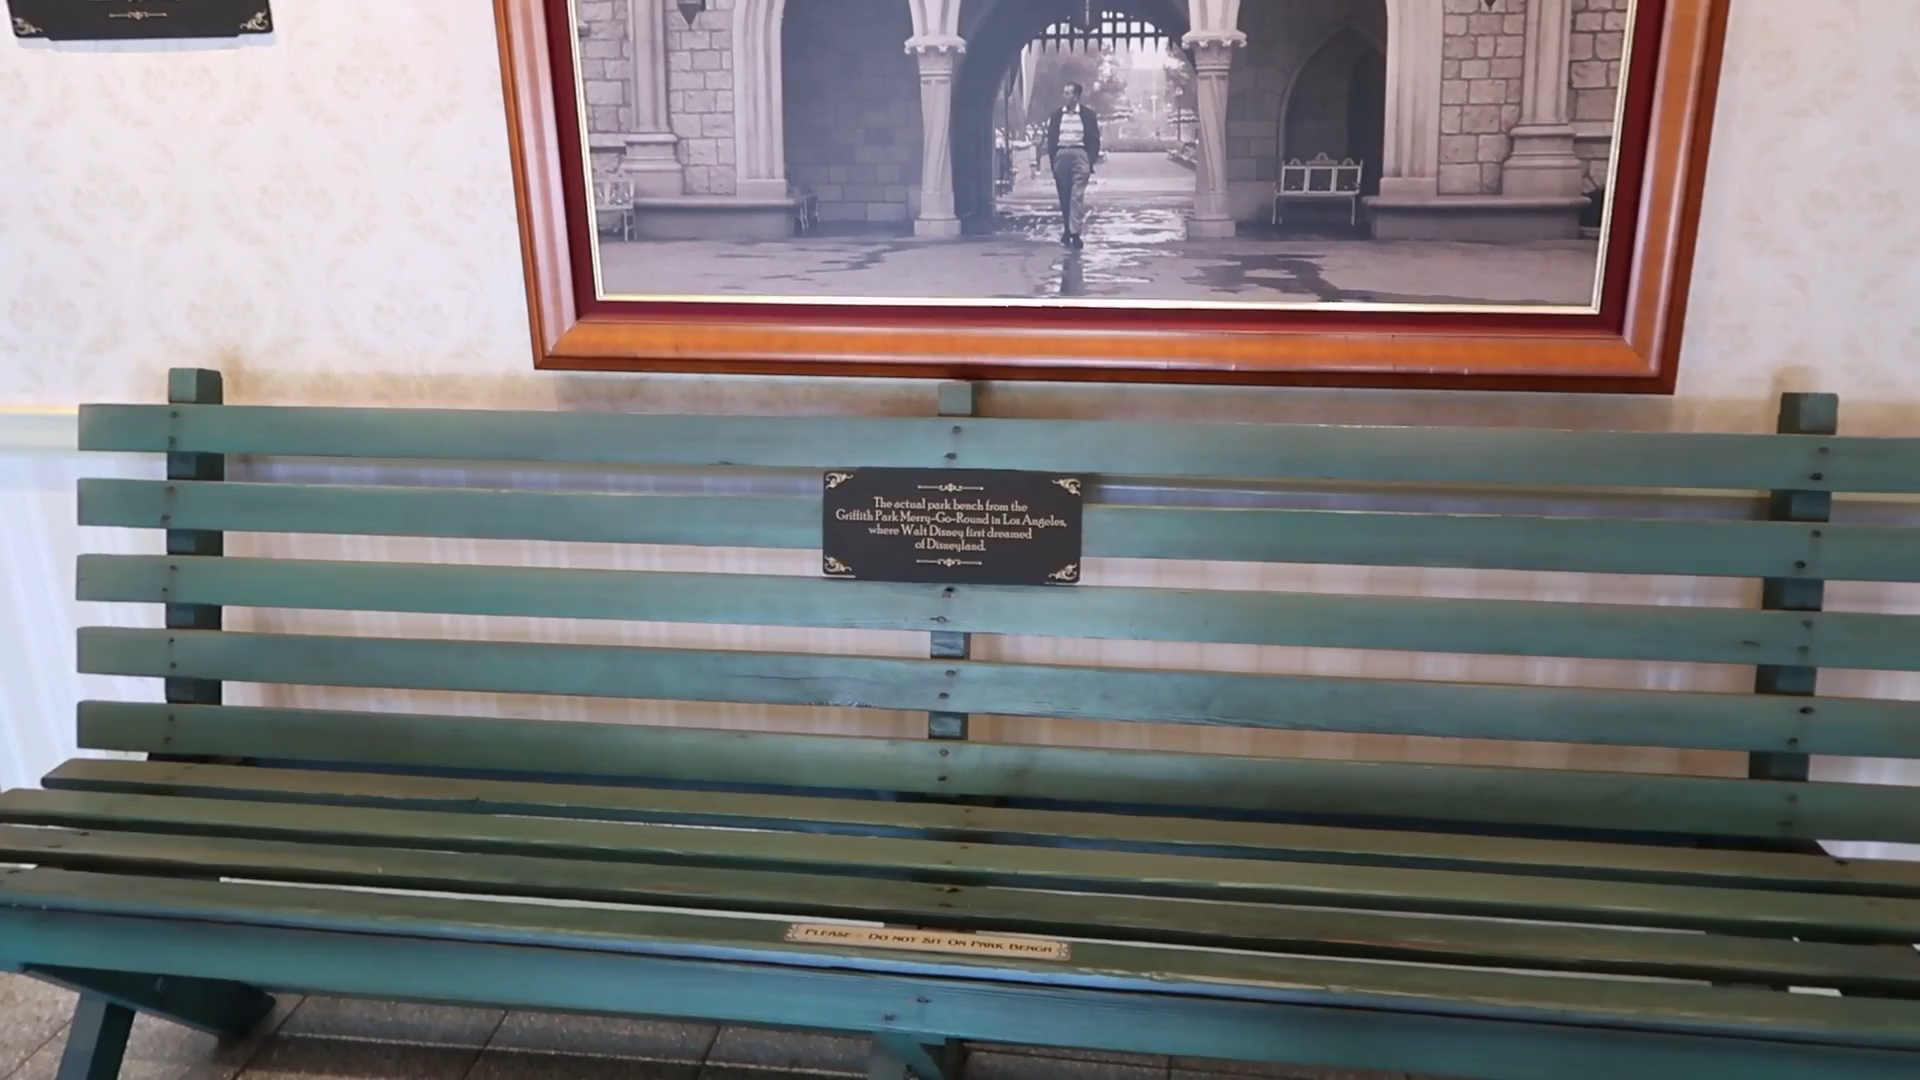 The actual park bench from the
Griffith Park Merry-Go-Round in Los Angeles,
where Walt Disney first dreamed
of Disneyland.
PLEASE - DO NOT SIT ON PARK BENCH